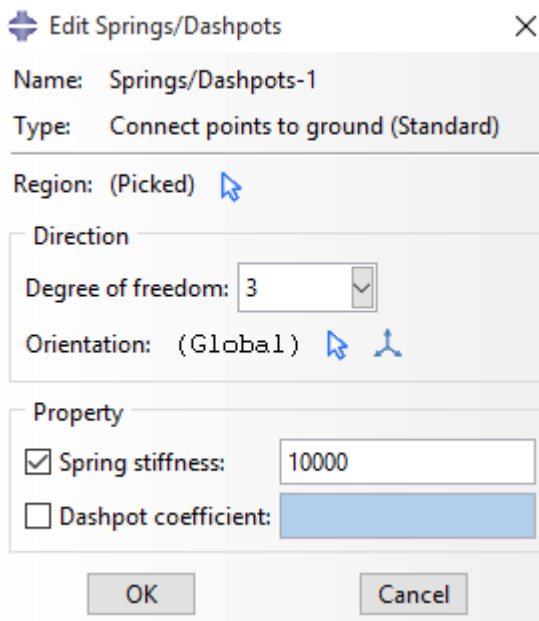 Edit Springs/Dashpots
Name: Springs/Dashpots-1
Type: Connect points to ground (Standard)
Region: (Picked)
Direction
Degree of freedom: 3
Orientation: (Global)
Property
Spring stiffness: 10000
Dashpot coefficient:
OK Cancel